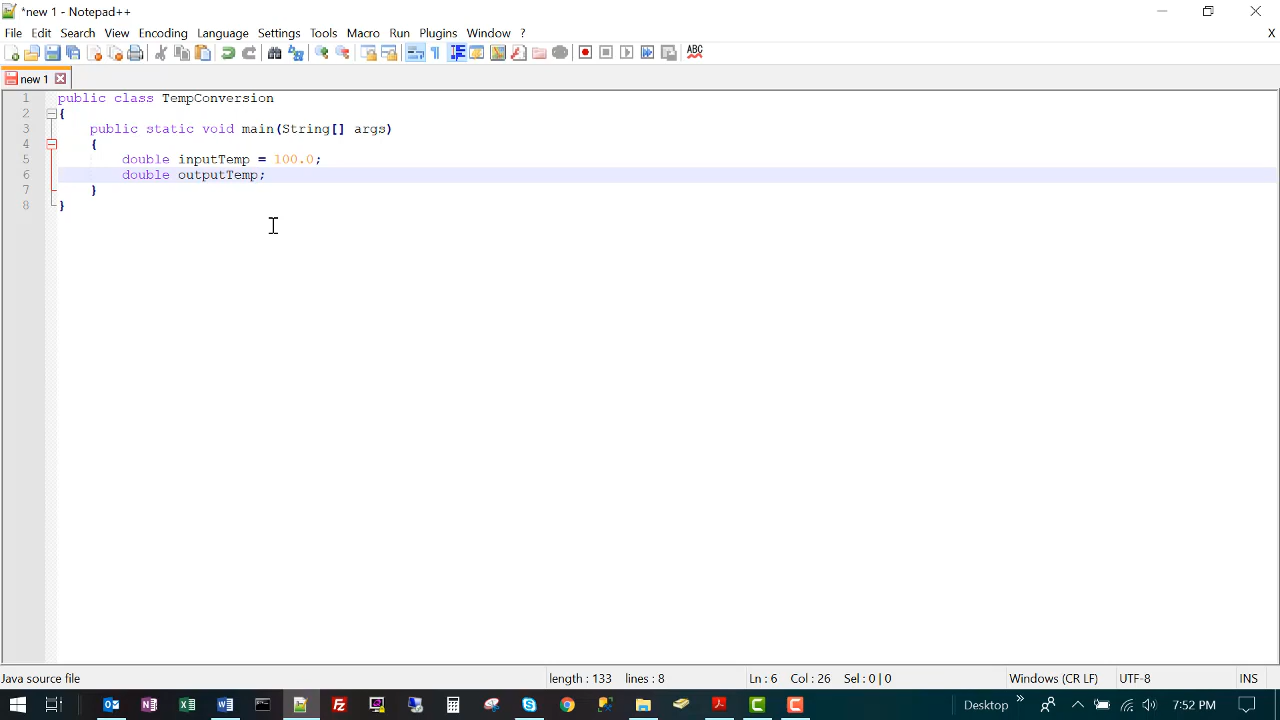 *new 1 - Notepad++
File Edit Search View Encoding Language Settings Tools Macro Run Plugins Window ? X
ABC
new 1
1 public class TempConversion
2 {
3 public static void main(String[] args)
4 {
5 double inputTemp = 100.0;
6 double outputTemp;
7 }
8 }
Java source file length : 133 lines : 8 Ln : 6 Col : 26 Sel : 0 | 0 Windows (CR LF) UTF-8 INS
Desktop 7:52 PM